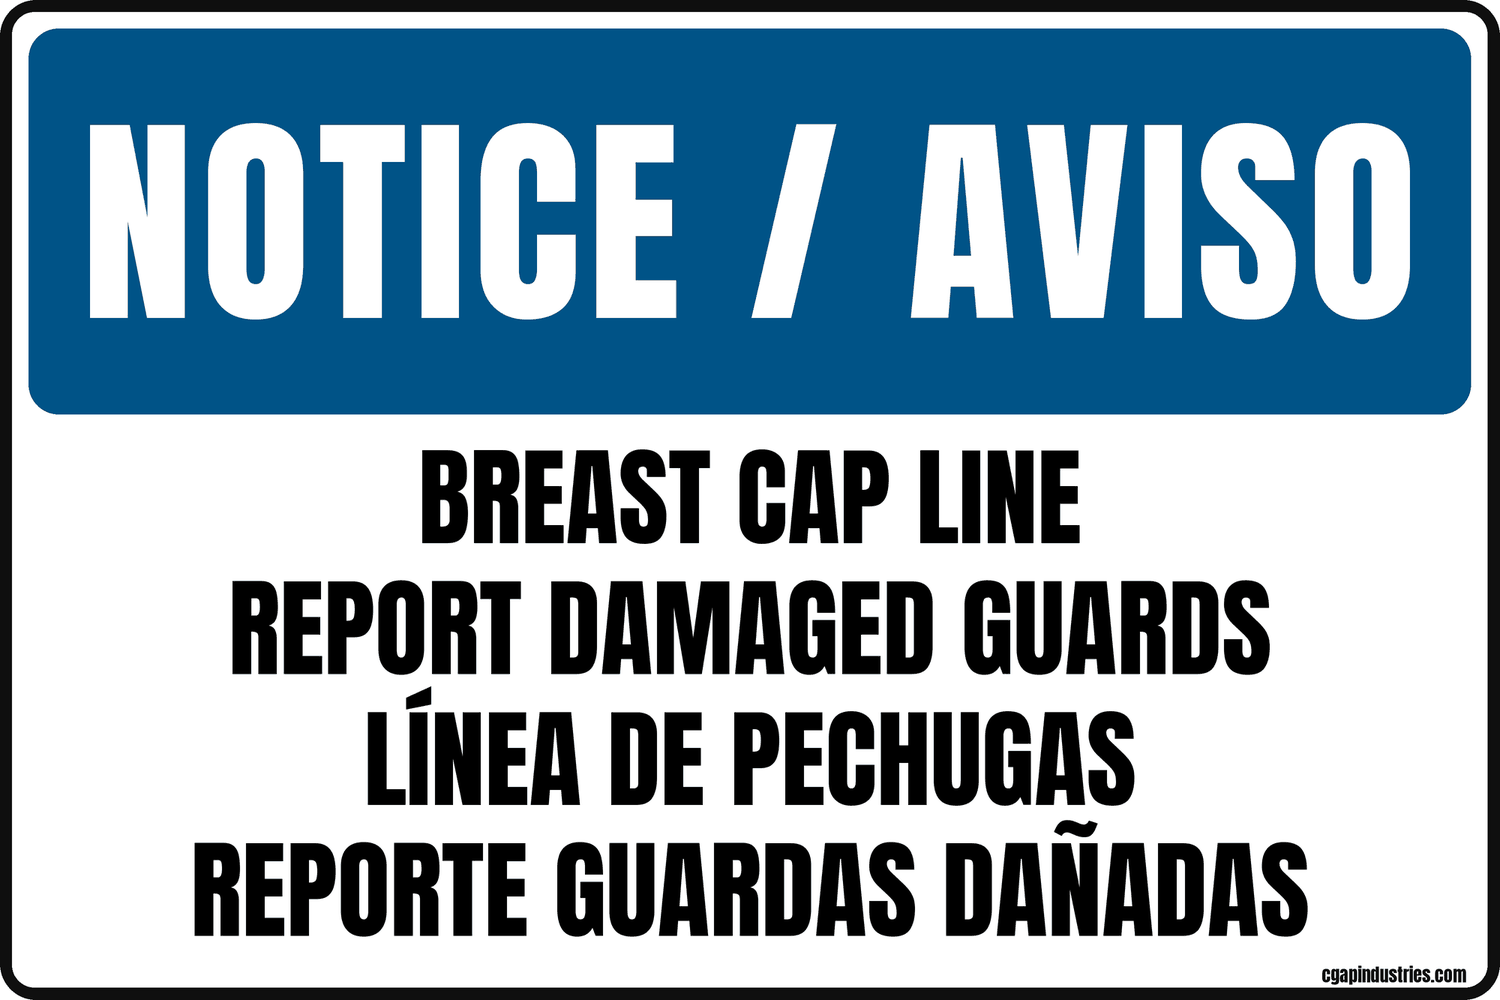 NOTICE / AVISO
BREAST CAP LINE
REPORT DAMAGED GUARDS
LÍNEA DE PECHUGAS
REPORTE GUARDAS DAÑADAS
cgapindustries.com